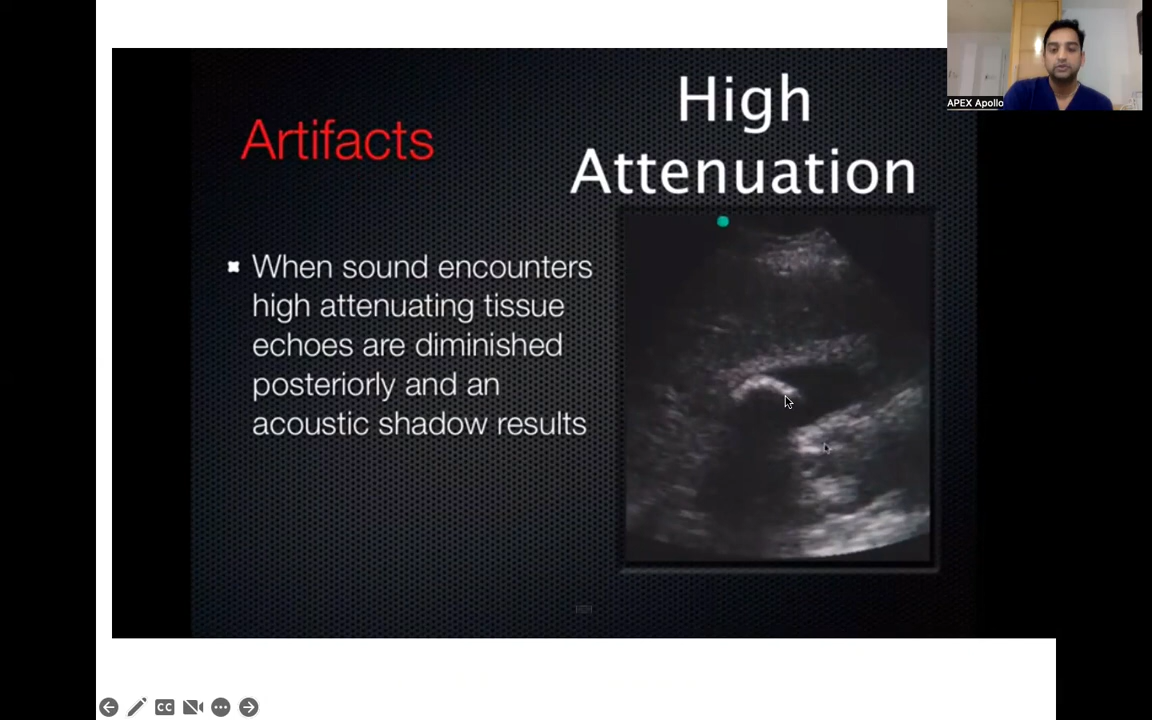 High
Attenuation
Artifacts
When sound encounters
high attenuating tissue
echoes are diminished
posteriorly and an
acoustic shadow results
APEX Apollo
CC